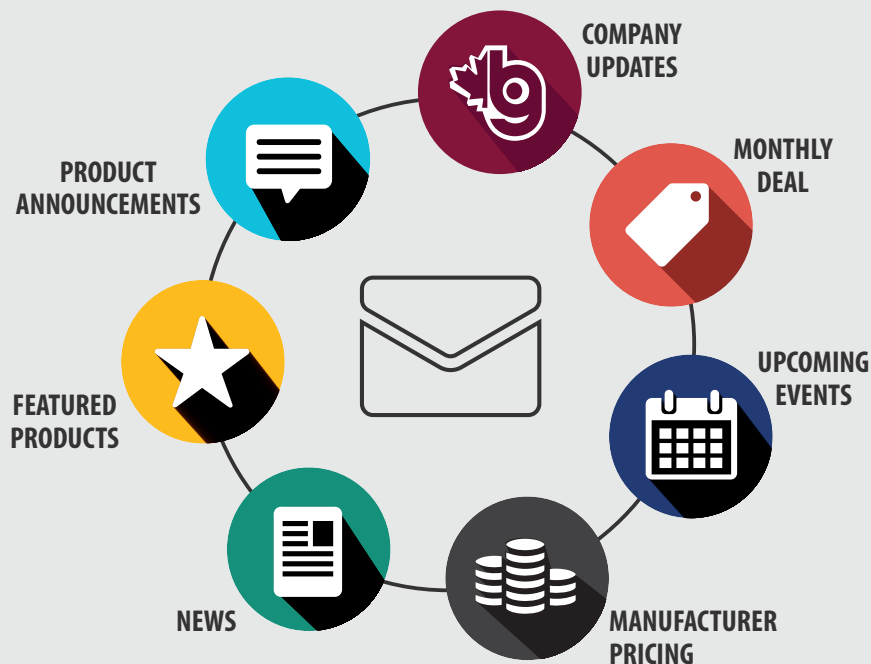 COMPANY
UPDATES
MONTHLY
DEAL
PRODUCT
ANNOUNCEMENTS
UPCOMING
EVENTS
FEATURED
PRODUCTS
NEWS
MANUFACTURER
PRICING